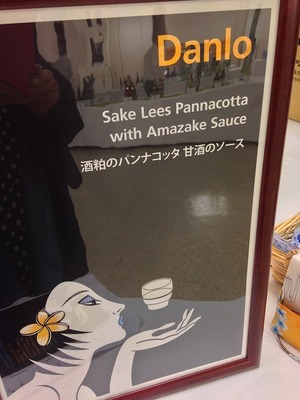 Danlo
Sake Lees Pannacotta
with Amazake Sauce
酒粕のパンナコッタ 甘酒のソース